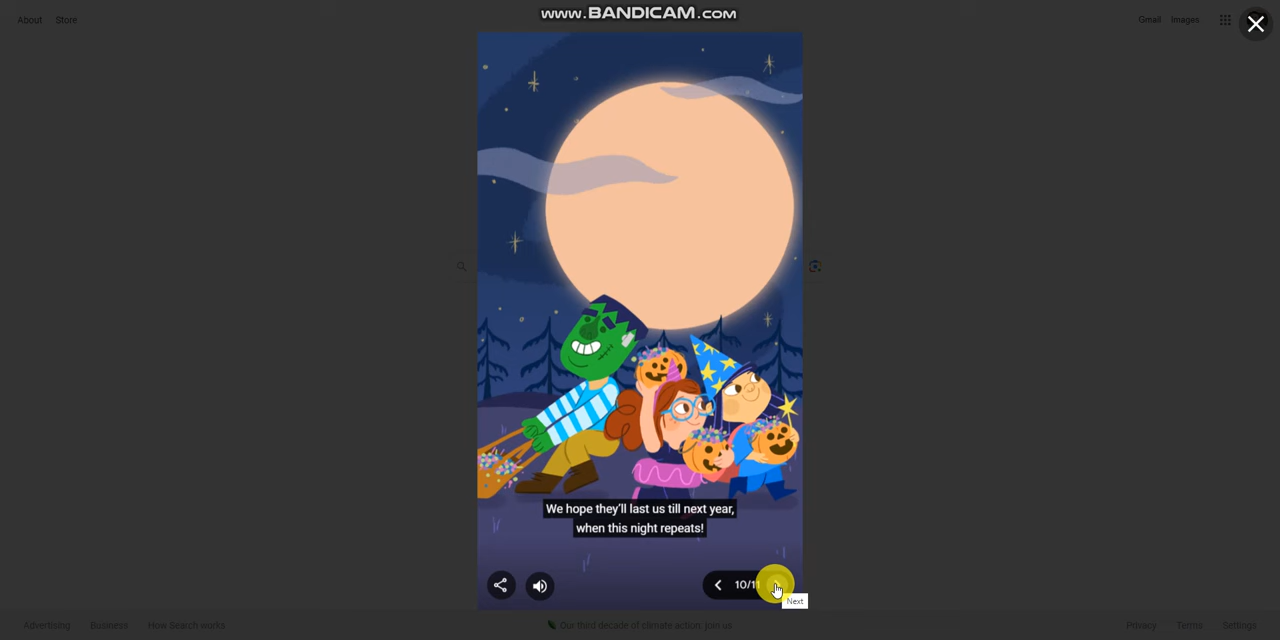 www.BANDICAM.com
About Store
Gmail Images
We hope they'll last us till next year,
when this night repeats!
10/11
Next
Advertising Business How Search works
Our third decade of climate action: join us
Privacy Terms Settings